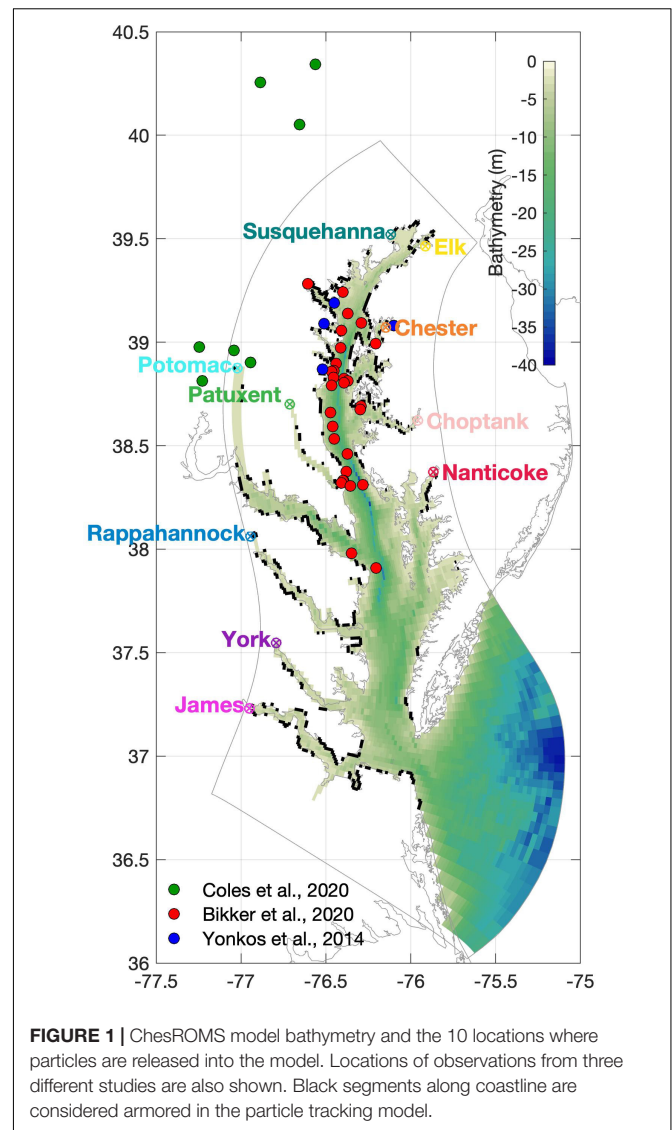 40.5
40
39.5
39
38.5
38
37.5
37
36.5
36
-77.5
-77
-76.5
-76
-75.5
-75
0
-5
-10
-15
-20
-25
-30
-35
-40
Bathymetry (m)
Susquehanna
Elk
Chester
Potomac
Patuxent
Choptank
Nanticoke
Rappahannock
York
James
Coles et al., 2020
Bikker et al., 2020
Yonkos et al., 2014
FIGURE 1 | ChesROMS model bathymetry and the 10 locations where
particles are released into the model. Locations of observations from three
different studies are also shown. Black segments along coastline are
considered armored in the particle tracking model.